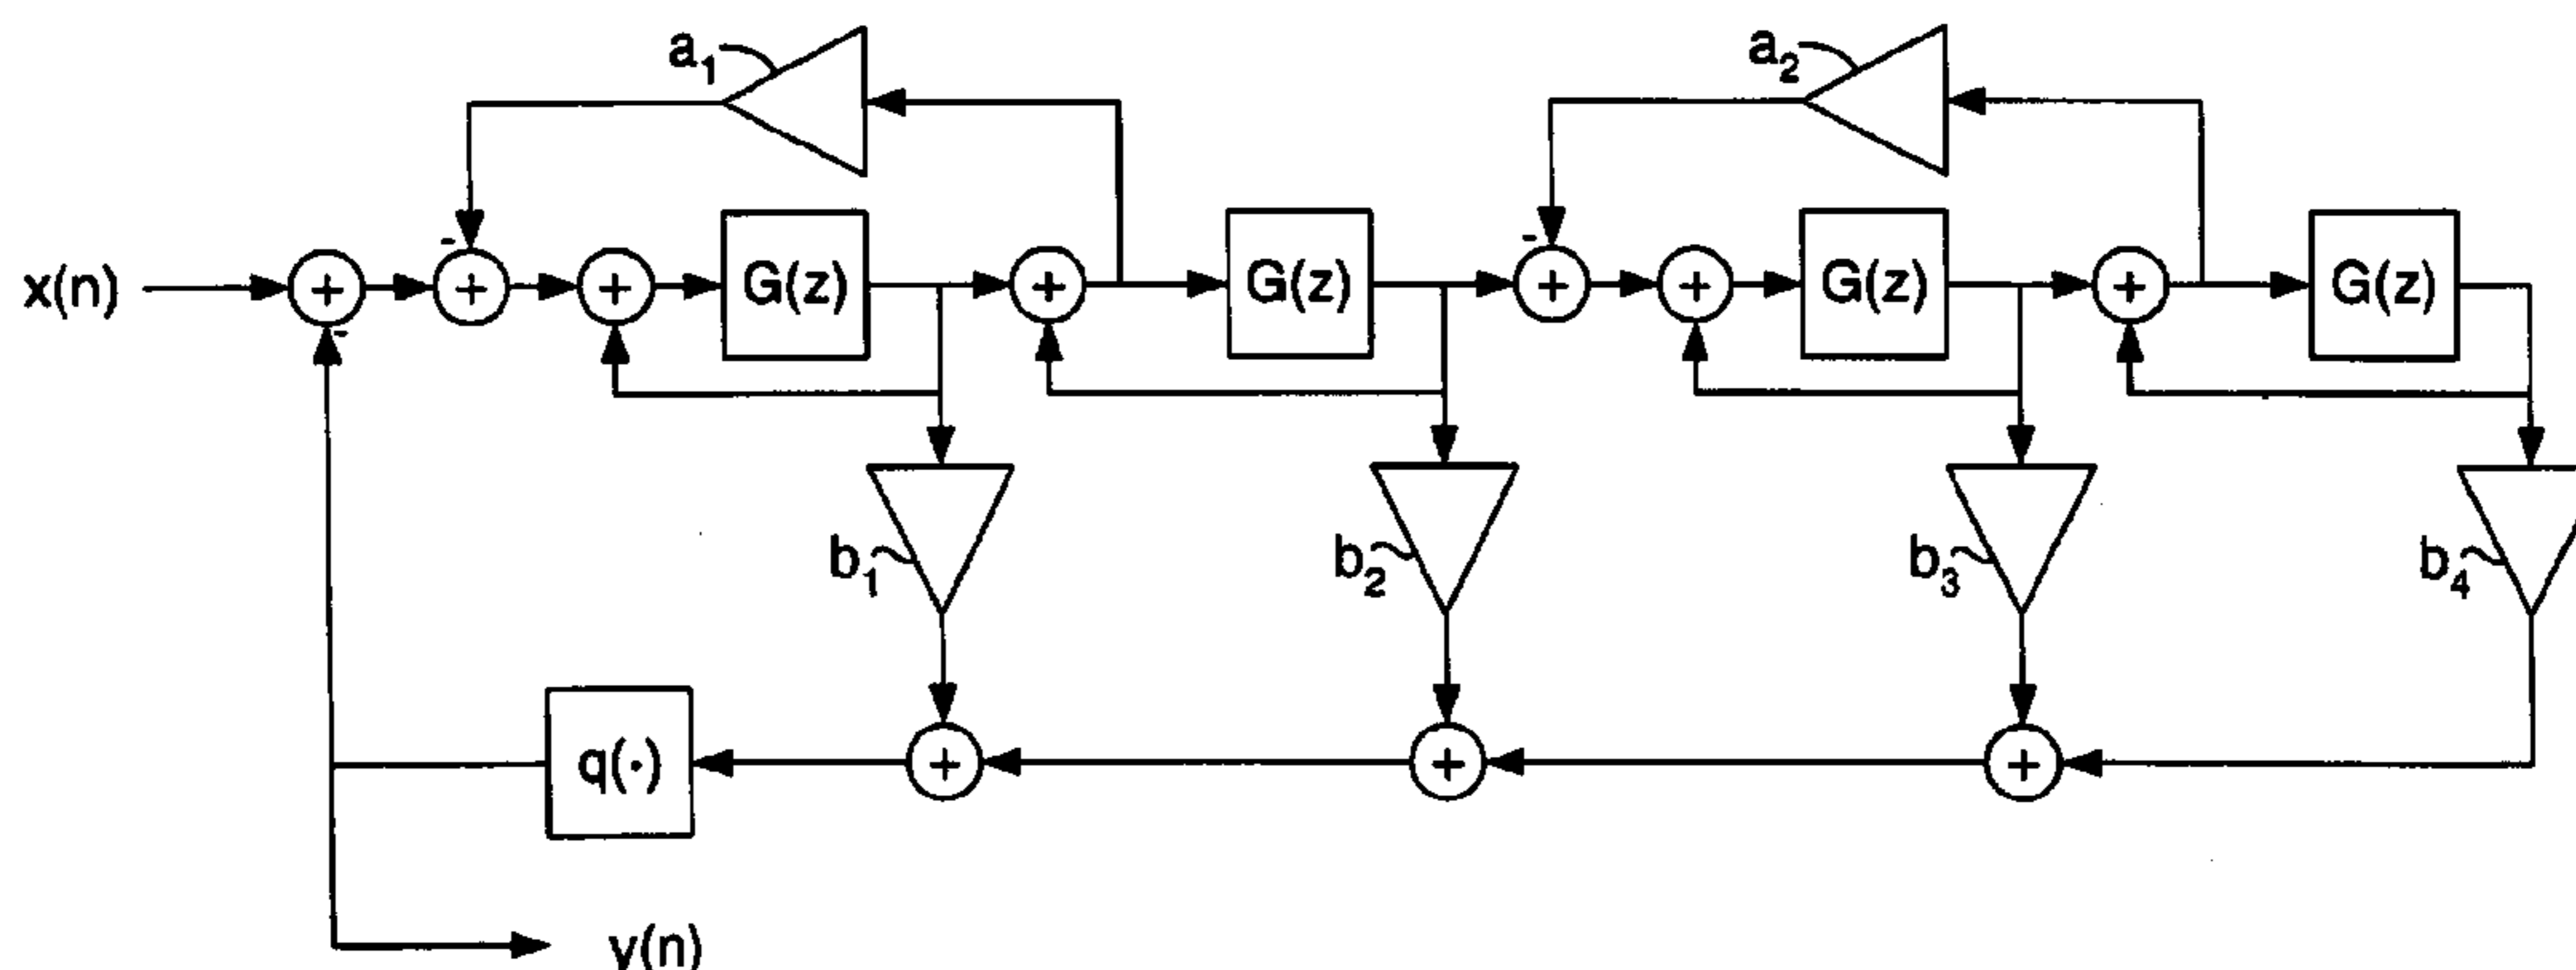 a1
a2
x(n) + + + G(z) + G(z) + + G(z) + G(z)
- - - 
b1 b2 b3 b4
q(·) + + +
y(n)